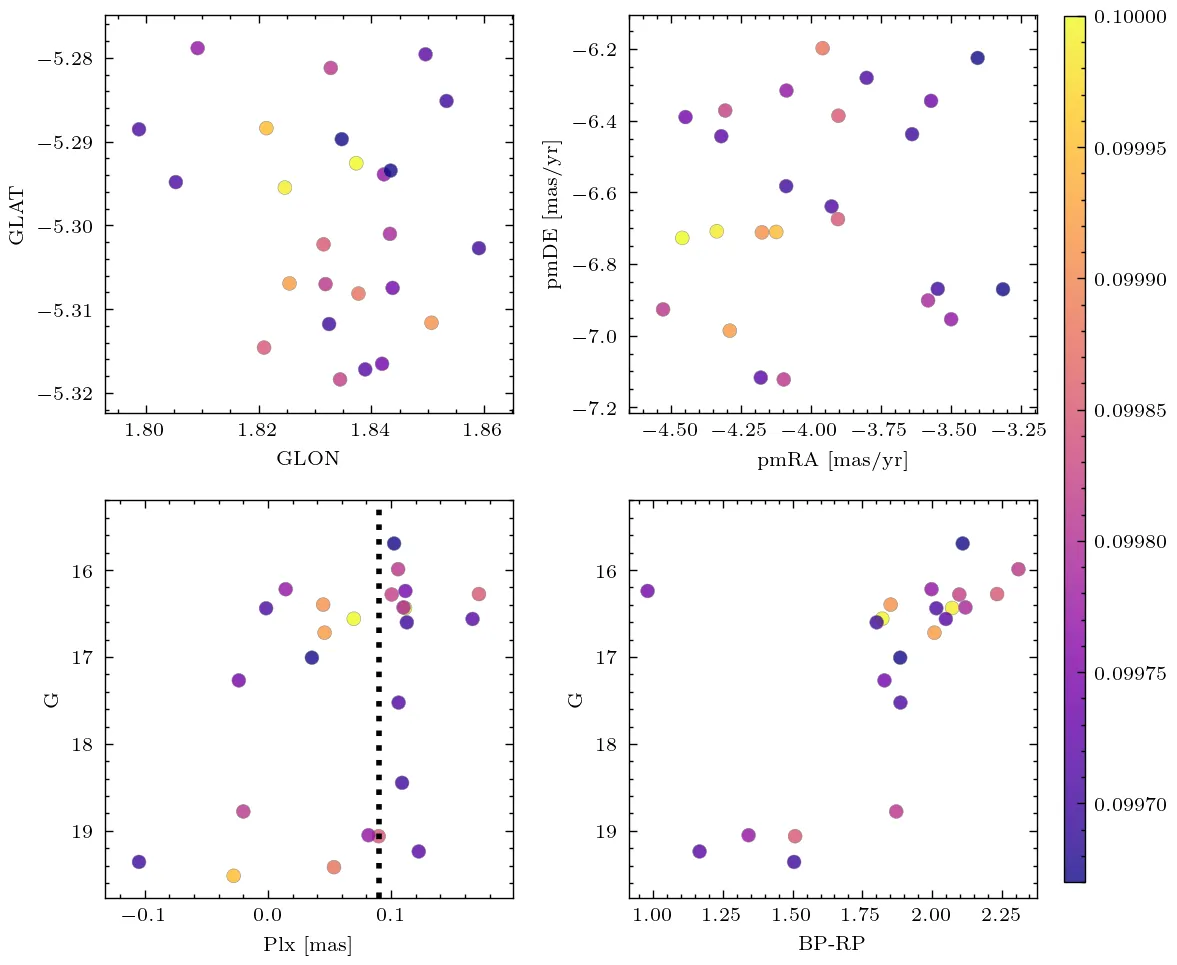 −5.28
−5.29
−5.30
−5.31
−5.32
GLAT
1.80 1.82 1.84 1.86
GLON
−6.2
−6.4
−6.6
−6.8
−7.0
−7.2
pmDE [mas/yr]
−4.50 −4.25 −4.00 −3.75 −3.50 −3.25
pmRA [mas/yr]
0.10000
0.09995
0.09990
0.09985
0.09980
0.09975
0.09970
16
17
18
19
G
−0.1 0.0 0.1
Plx [mas]
16
17
18
19
G
1.00 1.25 1.50 1.75 2.00 2.25
BP-RP